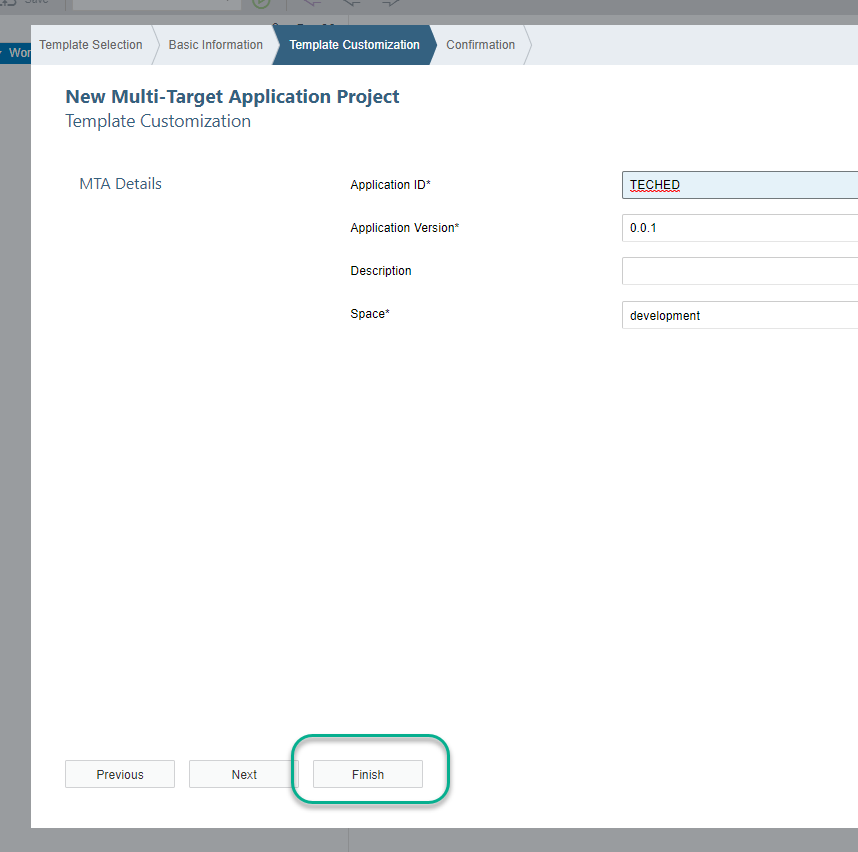 Save
Wor
Template Selection
Basic Information
Template Customization
Confirmation
New Multi-Target Application Project
Template Customization
MTA Details
Application ID*
TECHED
Application Version*
0.0.1
Description
Space*
development
Previous
Next
Finish